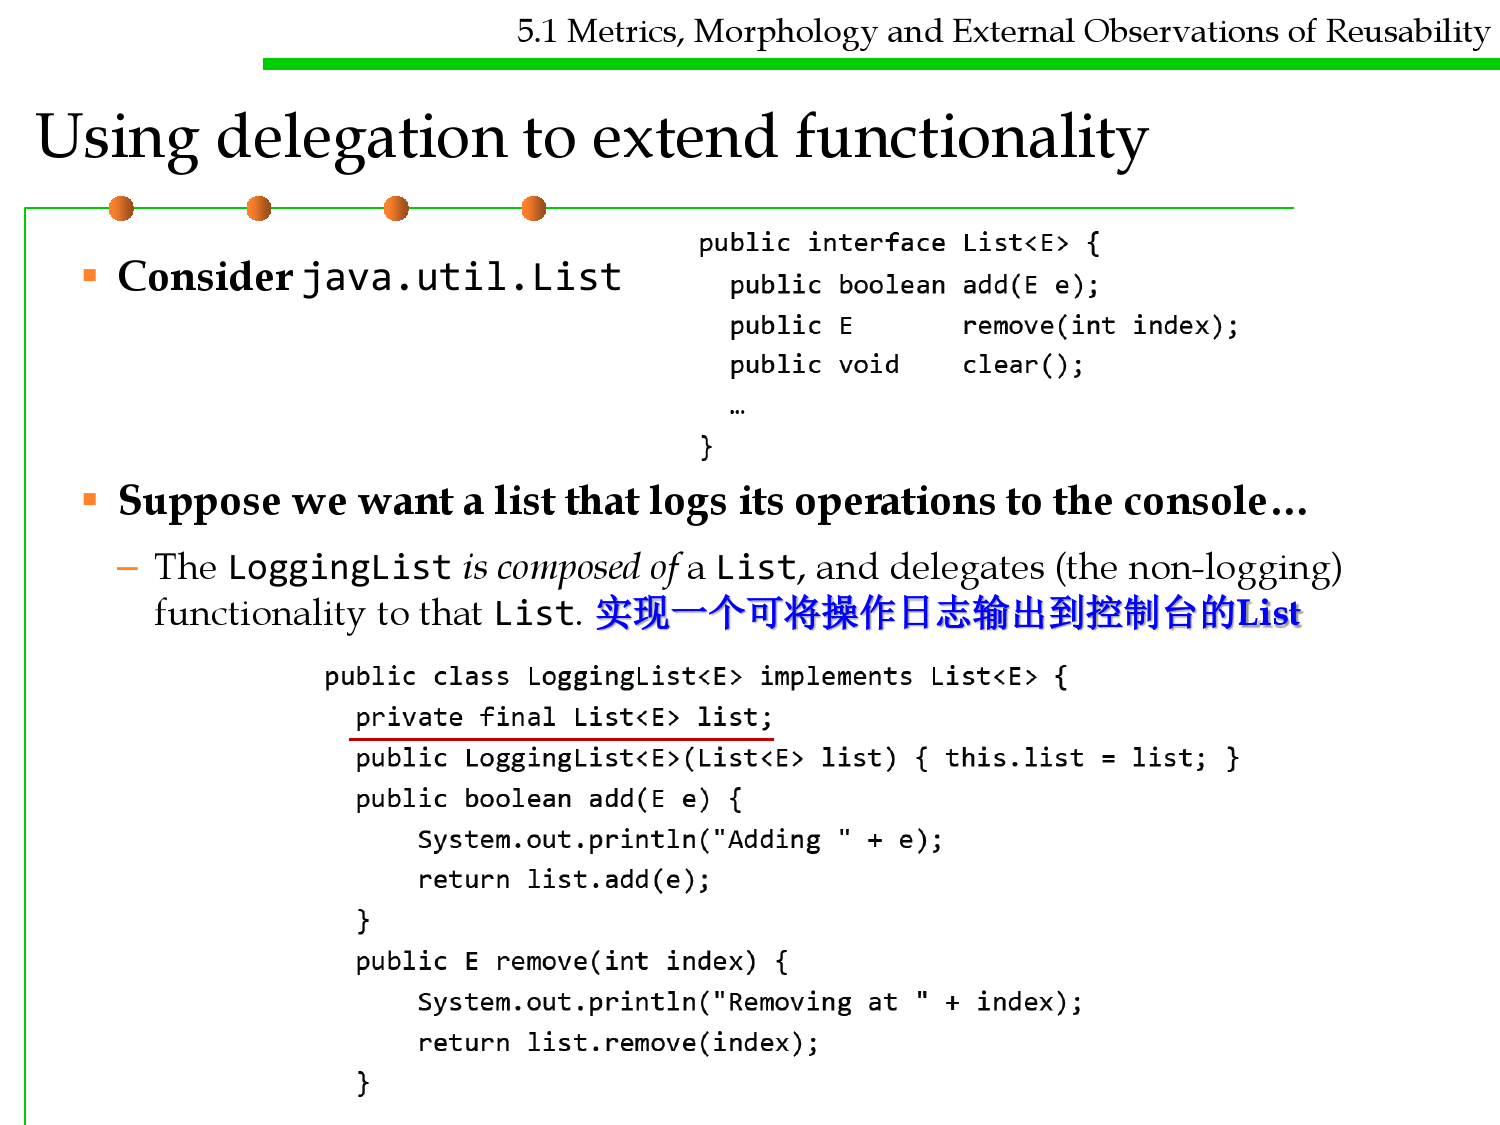 5.1 Metrics, Morphology and External Observations of Reusability
Using delegation to extend functionality
▪ Consider java.util.List
public interface List<E> {
  public boolean add(E e);
  public E       remove(int index);
  public void    clear();
  …
}
▪ Suppose we want a list that logs its operations to the console…
– The LoggingList is composed of a List, and delegates (the non-logging)
functionality to that List. 实现一个可将操作日志输出到控制台的List
public class LoggingList<E> implements List<E> {
  private final List<E> list;
  public LoggingList<E>(List<E> list) { this.list = list; }
  public boolean add(E e) {
      System.out.println("Adding " + e);
      return list.add(e);
  }
  public E remove(int index) {
      System.out.println("Removing at " + index);
      return list.remove(index);
  }